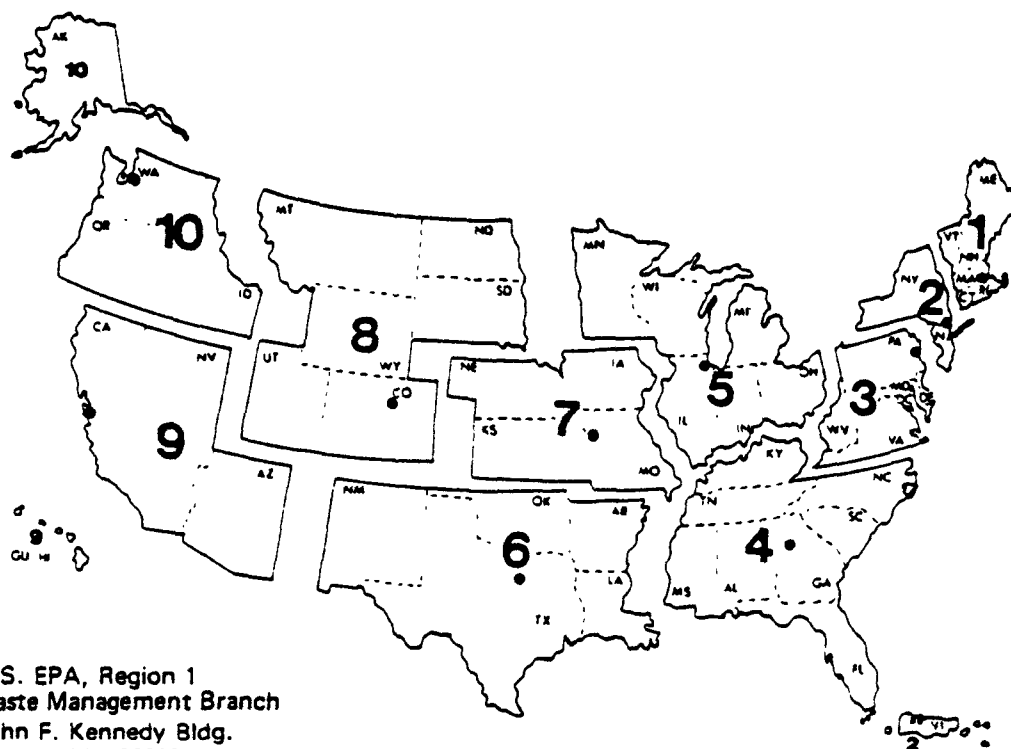 AK
10
WA
OR
10
ID
MT
ND
SD
8
WY
UT
CO
CA
NV
9
AZ
9
GU HI
NE
IA
KS
7
MO
NM
OK
AR
6
LA
TX
MN
WI
MI
5
OH
IL
IN
ME
VT
1
NH
MA
RI
CT
NY
2
NJ
PA
3
MD
DE
WV
VA
KY
TN
NC
SC
4
MS
AL
GA
FL
VI
2
S. EPA, Region 1
aste Management Branch
hn F. Kennedy Bldg.